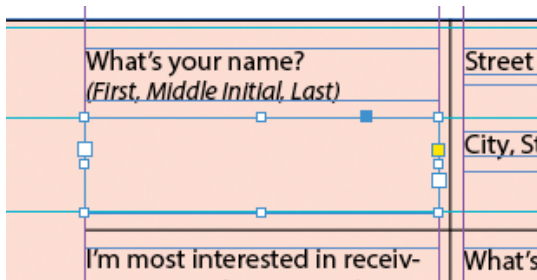 What's your name?
(First, Middle Initial, Last)
Street
City, St
I'm most interested in receiv-
What's